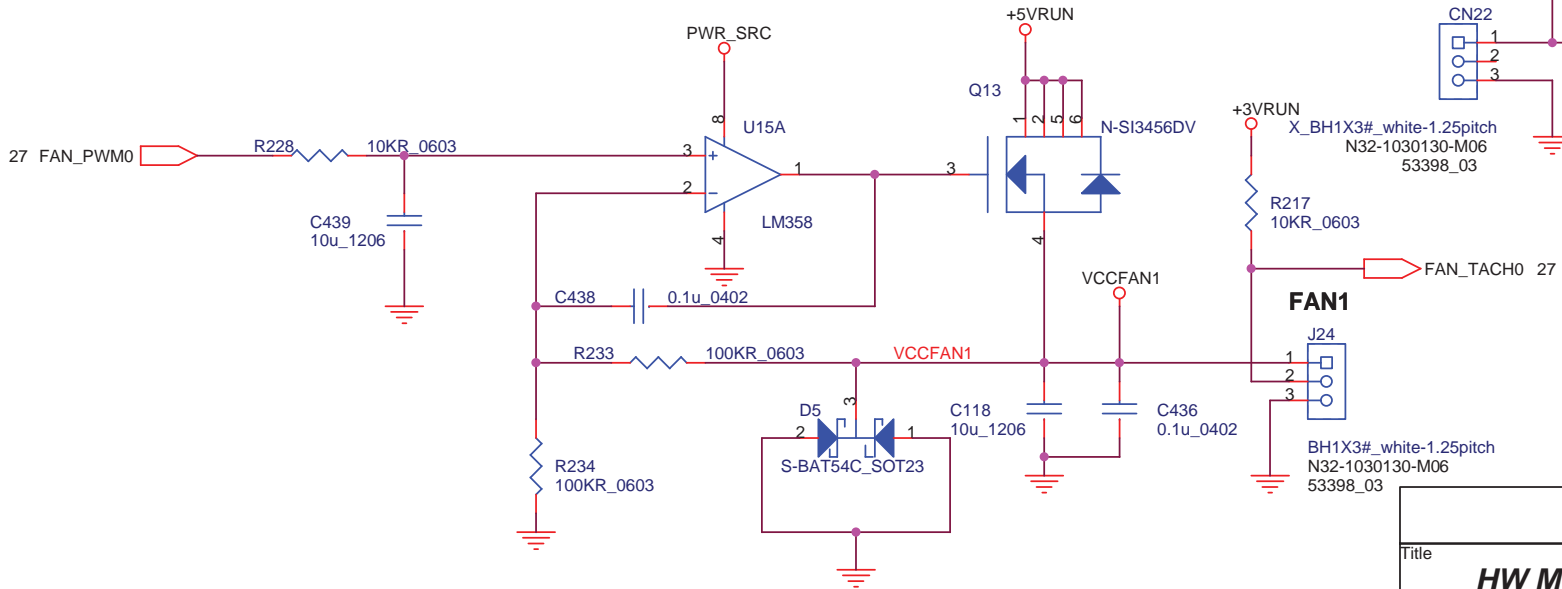 +5VRUN
CN22
PWR_SRC
1
2
3
Q13
8
1
2
5
6
+3VRUN
U15A
N-SI3456DV
X_BH1X3#_white-1.25pitch
27 FAN_PWM0
R228
10KR_0603
3
+
N32-1030130-M06
53398_03
1
3
2
−
R217
10KR_0603
C439
10u_1206
LM358
4
4
FAN_TACH0 27
VCCFAN1
C438
0.1u_0402
FAN1
J24
R233
100KR_0603
VCCFAN1
1
2
3
D5
3
2
1
C118
10u_1206
C436
0.1u_0402
S-BAT54C_SOT23
BH1X3#_white-1.25pitch
N32-1030130-M06
53398_03
R234
100KR_0603
Title
HW M